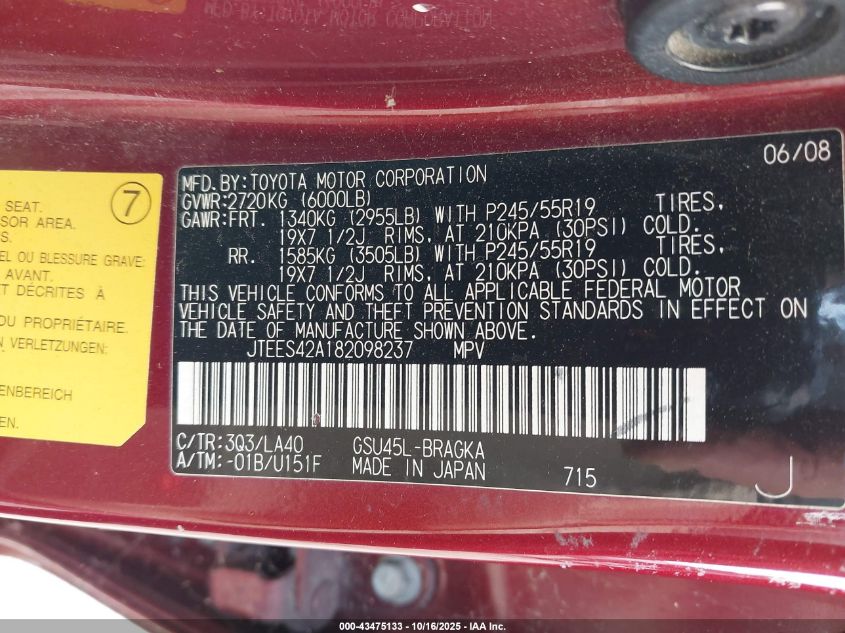 06/08
MFD. BY: TOYOTA MOTOR CORPORATION
GVWR: 2720KG (6000LB)
GAWR: FRT. 1340KG (2955LB) WITH P245/55R19 TIRES,
19X7 1/2J RIMS, AT 210KPA (30PSI) COLD.
RR. 1585KG (3505LB) WITH P245/55R19 TIRES,
19X7 1/2J RIMS, AT 210KPA (30PSI) COLD.
THIS VEHICLE CONFORMS TO ALL APPLICABLE FEDERAL MOTOR
VEHICLE SAFETY AND THEFT PREVENTION STANDARDS IN EFFECT ON
THE DATE OF MANUFACTURE SHOWN ABOVE.
JTEES42A182098237 MPV
C/TR: 3Q3/LA40 GSU45L-BRAGKA
A/TM: -01B/U151F MADE IN JAPAN 715 J
7
SEAT.
AREA.
OU BLESSURE GRAVE:
AVANT.
DÉCRITES À
DU PROPRIÉTAIRE.
VERLETZUNG.
000-43475133 - 10/16/2025 - IAA Inc.